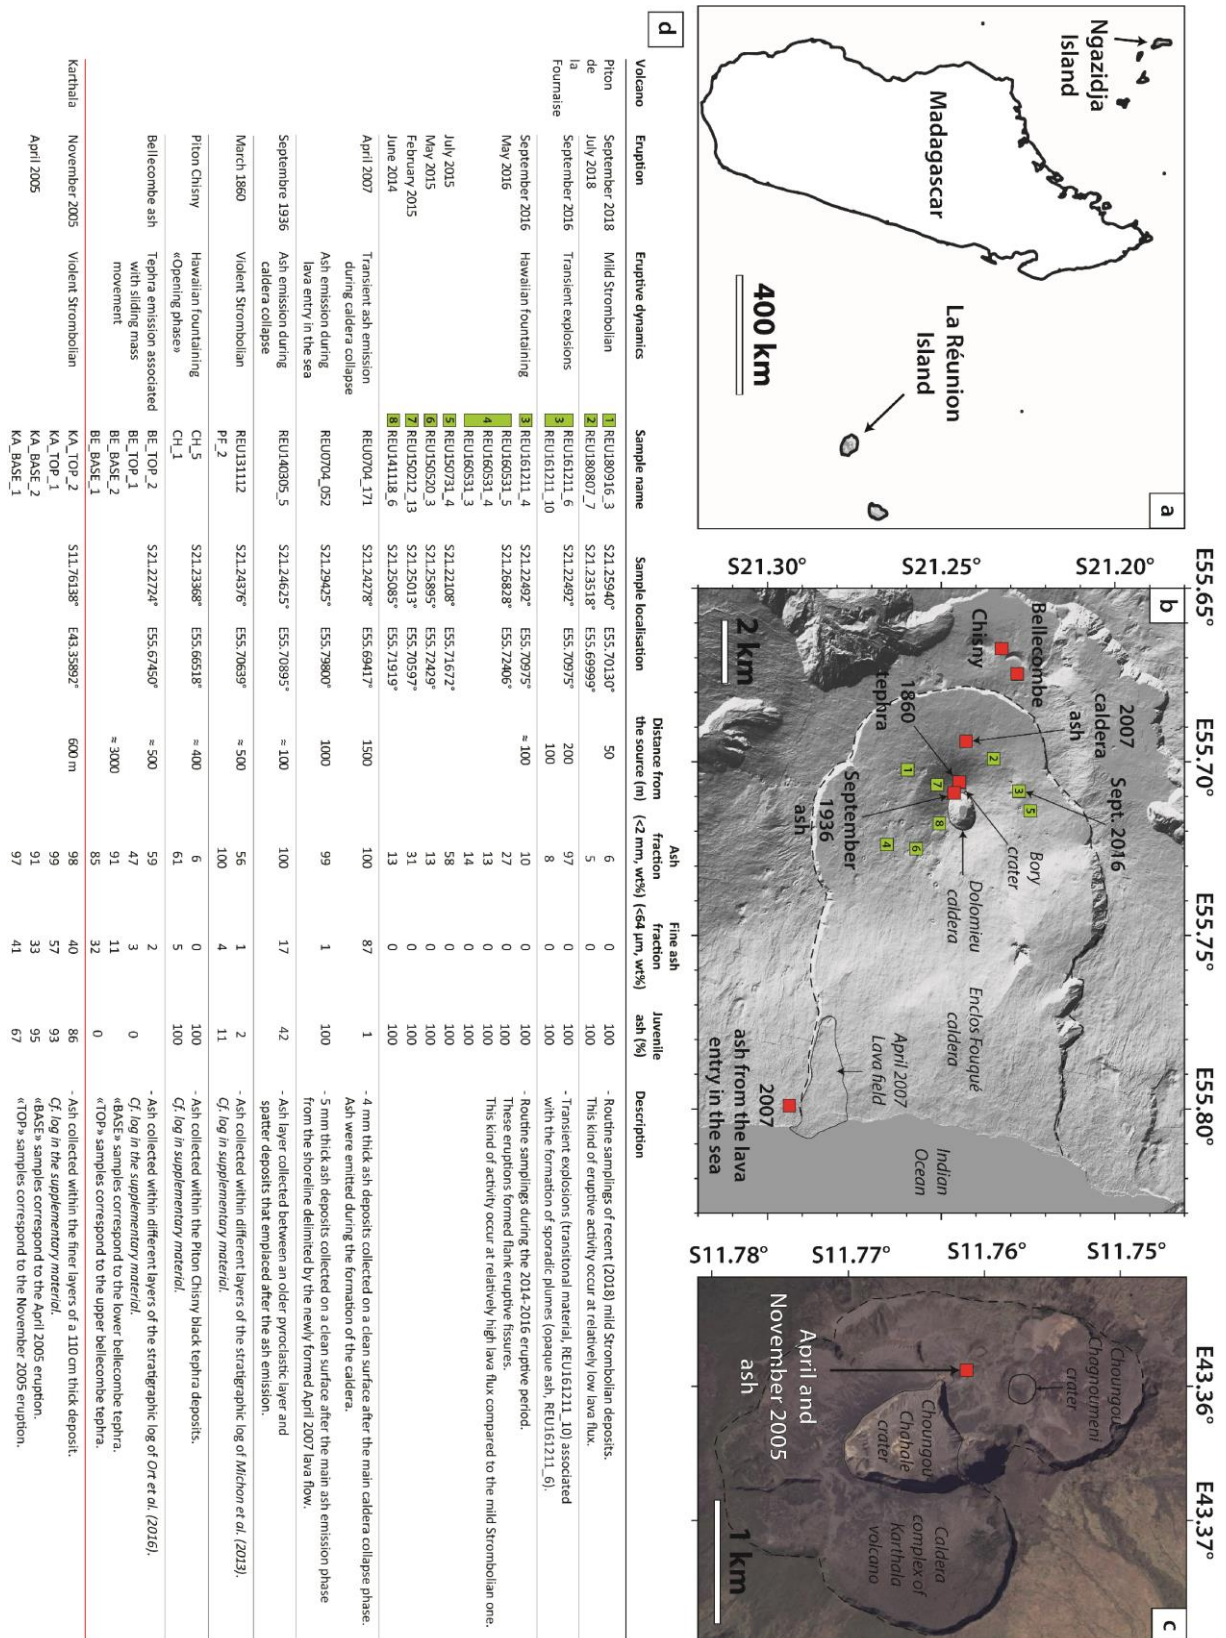 a
Ngazidja
Island
Madagascar
La Réunion
Island
400 km
b
E55.65°
E55.70°
E55.75°
E55.80°
S21.20°
S21.25°
S21.30°
Bellecombe
Chisny
2007
caldera
ash
Sept. 2016
1860
tephra
September
1936
ash
Bory
crater
Dolomieu
caldera
Enclos Fouqué
caldera
April 2007
Lava field
Indian
Ocean
2007
ash from the lava
entry in the sea
1
2
3
4
5
6
7
8
2 km
c
S11.75°
S11.76°
S11.77°
S11.78°
E43.36°
E43.37°
Choungou
Chagnoumeni
crater
Choungou
Chahale
crater
Caldera
complex of
Karthala
volcano
April and
November 2005
ash
1 km
d
Volcano Eruption Eruptive dynamics Sample name Sample localisation Distance from the source (m) Ash fraction (<2 mm, wt%) Fine ash fraction (<64 µm, wt%) Juvenile ash (%) Description
Piton de la Fournaise
September 2018 Mild Strombolian 1 REU180916_3 S21.25940° E55.70130° 50 6 0 100 - Routine samplings of recent (2018) mild Strombolian deposits.
July 2018 2 REU180807_7 S21.23518° E55.69999° 5 0 100 This kind of eruptive activity occur at relatively low lava flux.
September 2016 Transient explosions 3 REU161211_6 S21.22492° E55.70975° 200 97 0 100 - Transient explosions (transitonal material, REU161211_10) associated
REU161211_10 100 8 0 100 with the formation of sporadic plumes (opaque ash, REU161211_6).
September 2016 Hawaiian fountaining 3 REU161211_4 S21.22492° E55.70975° ≈ 100 10 0 100 - Routine samplings during the 2014-2016 eruptive period.
May 2016 4 REU160531_5 S21.26828° E55.72406° 27 0 100 These eruptions formed flank eruptive fissures.
REU160531_4 13 0 100 This kind of activity occur at relatively high lava flux compared to the mild Strombolian one.
REU160531_3 14 0 100
July 2015 5 REU150731_4 S21.22108° E55.71672° 58 0 100
May 2015 6 REU150520_3 S21.25895° E55.72429° 13 0 100
February 2015 7 REU150212_13 S21.25013° E55.70597° 31 0 100
June 2014 8 REU141118_6 S21.25085° E55.71919° 13 0 100
April 2007 Transient ash emission REU0704_171 S21.24778° E55.69417° 1500 100 87 1 - 4 mm thick ash deposits collected on a clean surface after the main caldera collapse phase.
during caldera collapse Ash were emitted during the formation of the caldera.
Ash emission during REU0704_052 S21.29425° E55.79800° 1000 99 1 100 - 5 mm thick ash deposits collected on a clean surface after the main ash emission phase
lava entry in the sea from the shoreline delimited by the newly formed April 2007 lava flow.
Septembre 1936 Ash emission during REU140305_5 S21.24625° E55.70895° ≈ 100 100 17 42 - Ash layer collected between an older pyroclastic layer and
caldera collapse spatter deposits that emplaced after the ash emission.
March 1860 Violent Strombolian REU131112 S21.24376° E55.70639° ≈ 500 56 1 2 - Ash collected within different layers of the stratigraphic log of Michon et al. (2013).
PF_2 100 4 11 Cf. log in supplementary material.
Piton Chisny Hawaiian fountaining CH_5 S21.23368° E55.66518° ≈ 400 6 0 100 - Ash collected within the Piton Chisny black tephra deposits.
«Opening phase» CH_1 61 5 100 Cf. log in supplementary material.
Bellecombe ash Tephra emission associated BE_TOP_2 S21.22724° E55.67450° ≈ 500 59 2 - Ash collected within different layers of the stratigraphic log of Ort et al. (2016).
with sliding mass BE_TOP_1 47 3 0 Cf. log in the supplementary material.
movement BE_BASE_2 ≈ 3000 91 11 «BASE» samples correspond to the lower bellecombe tephra.
BE_BASE_1 85 32 0 «TOP» samples correspond to the upper bellecombe tephra.
Karthala November 2005 Violent Strombolian KA_TOP_2 S11.76138° E43.35892° 600 m 98 40 86 - Ash collected within the finer layers of a 110 cm thick deposit.
KA_TOP_1 99 57 93 Cf. log in the supplementary material.
April 2005 KA_BASE_2 91 33 95 «BASE» samples correspond to the April 2005 eruption.
KA_BASE_1 97 41 67 «TOP» samples correspond to the November 2005 eruption.